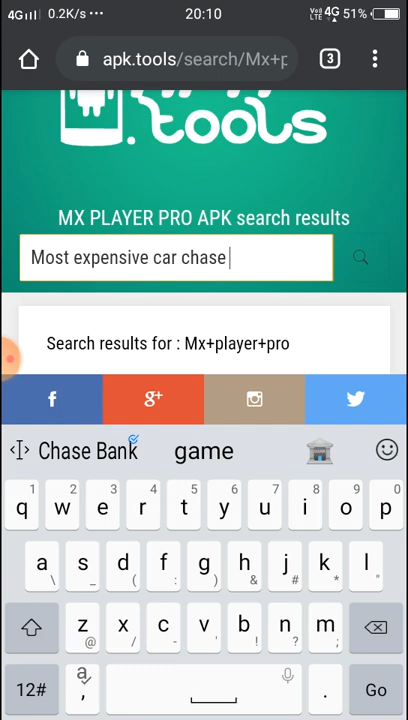 4G 0.2K/s ••• 20:10 VoI LTE 4G 51%
apk.tools/search/Mx+p 3
.tools
MX PLAYER PRO APK search results
Most expensive car chase
Search results for : Mx+player+pro
f g+
Chase Bank game
1 2 3 4 5 6 7 8 9 0
q w e r t y u i o p
a s d f g h j k l
\ _ ( : ) & # * "
z x c v b n m
@ / - ' ! ? ;
12# a , . Go